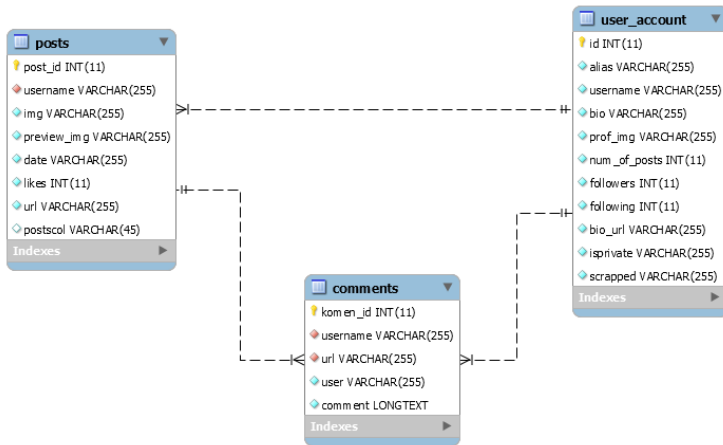 posts
post_id INT(11)
username VARCHAR(255)
img VARCHAR(255)
preview_img VARCHAR(255)
date VARCHAR(255)
likes INT(11)
url VARCHAR(255)
postscol VARCHAR(45)
Indexes
user_account
id INT(11)
alias VARCHAR(255)
username VARCHAR(255)
bio VARCHAR(255)
prof_img VARCHAR(255)
num_of_posts INT(11)
followers INT(11)
following INT(11)
bio_url VARCHAR(255)
isprivate VARCHAR(255)
scrapped VARCHAR(255)
Indexes
comments
komen_id INT(11)
username VARCHAR(255)
url VARCHAR(255)
user VARCHAR(255)
comment LONGTEXT
Indexes